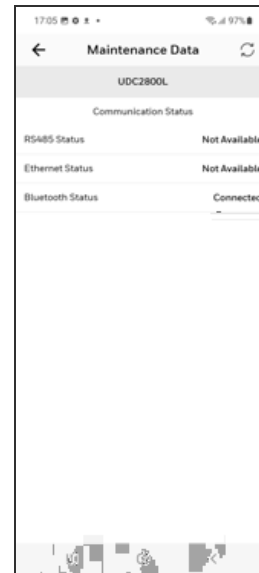 17:05
97%
Maintenance Data
UDC2800L
Communication Status
RS485 Status Not Available
Ethernet Status Not Available
Bluetooth Status Connected